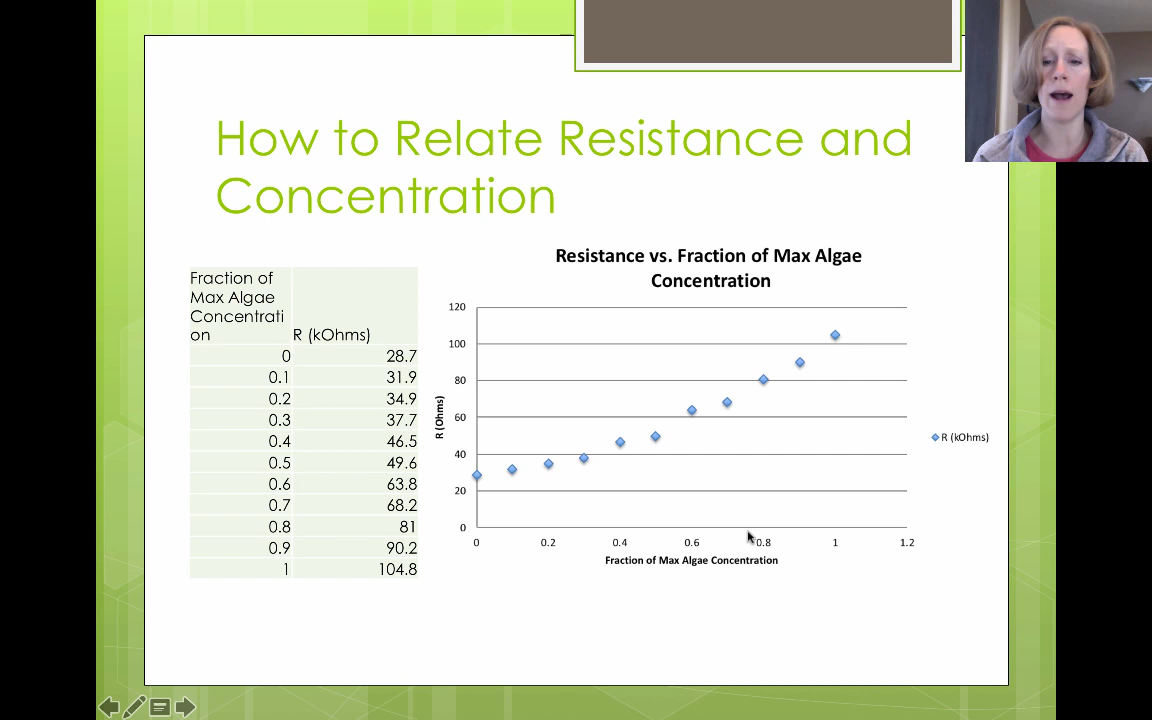 How to Relate Resistance and
Concentration
Fraction of
Max Algae
Concentrati
on
R (kOhms)
0 28.7
0.1 31.9
0.2 34.9
0.3 37.7
0.4 46.5
0.5 49.6
0.6 63.8
0.7 68.2
0.8 81
0.9 90.2
1 104.8
Resistance vs. Fraction of Max Algae
Concentration
120
100
80
60
40
20
0
R (Ohms)
0 0.2 0.4 0.6 0.8 1 1.2
Fraction of Max Algae Concentration
R (kOhms)